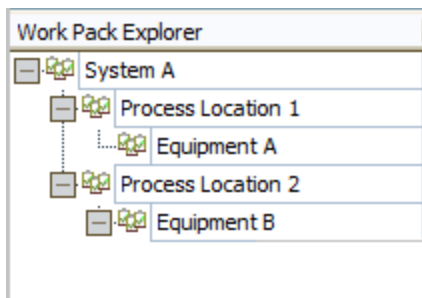 Work Pack Explorer
System A
Process Location 1
Equipment A
Process Location 2
Equipment B